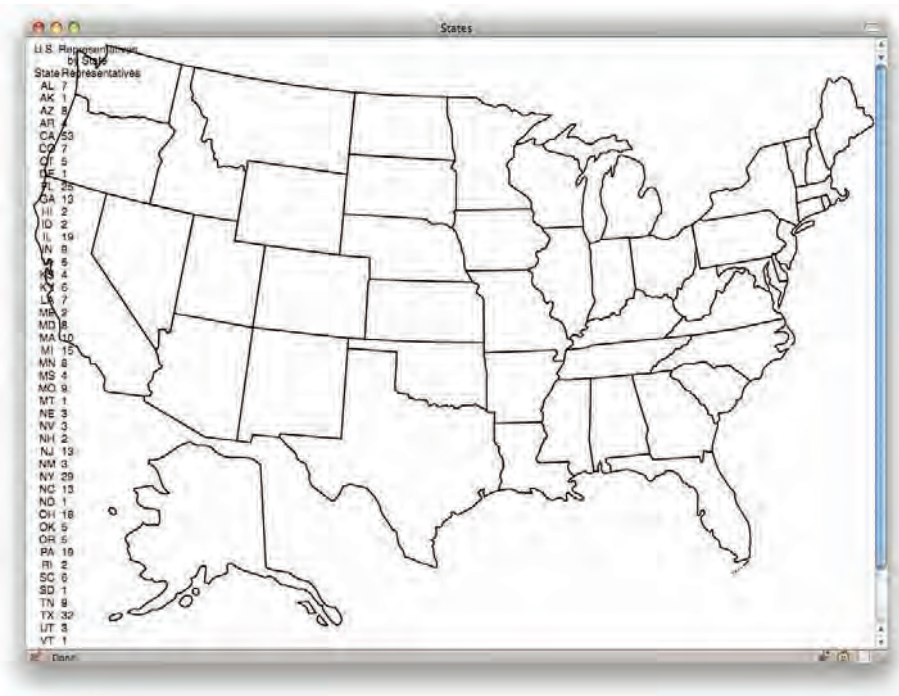 States
U.S. Representatives
by State
State Representatives
AL 7
AK 1
AZ 8
AR 4
CA 53
CO 7
CT 5
DE 1
FL 25
GA 13
HI 2
ID 2
IL 19
IN 9
5
KS 4
KY 6
LA 7
ME 2
MD 8
MA 10
MI 15
MN 8
MS 4
MO 9
MT 1
NE 3
NV 3
NH 2
NJ 13
NM 3
NY 29
NC 13
ND 1
OH 18
OK 5
OR 5
PA 19
RI 2
SC 6
SD 1
TN 9
TX 32
UT 3
VT 1
Done